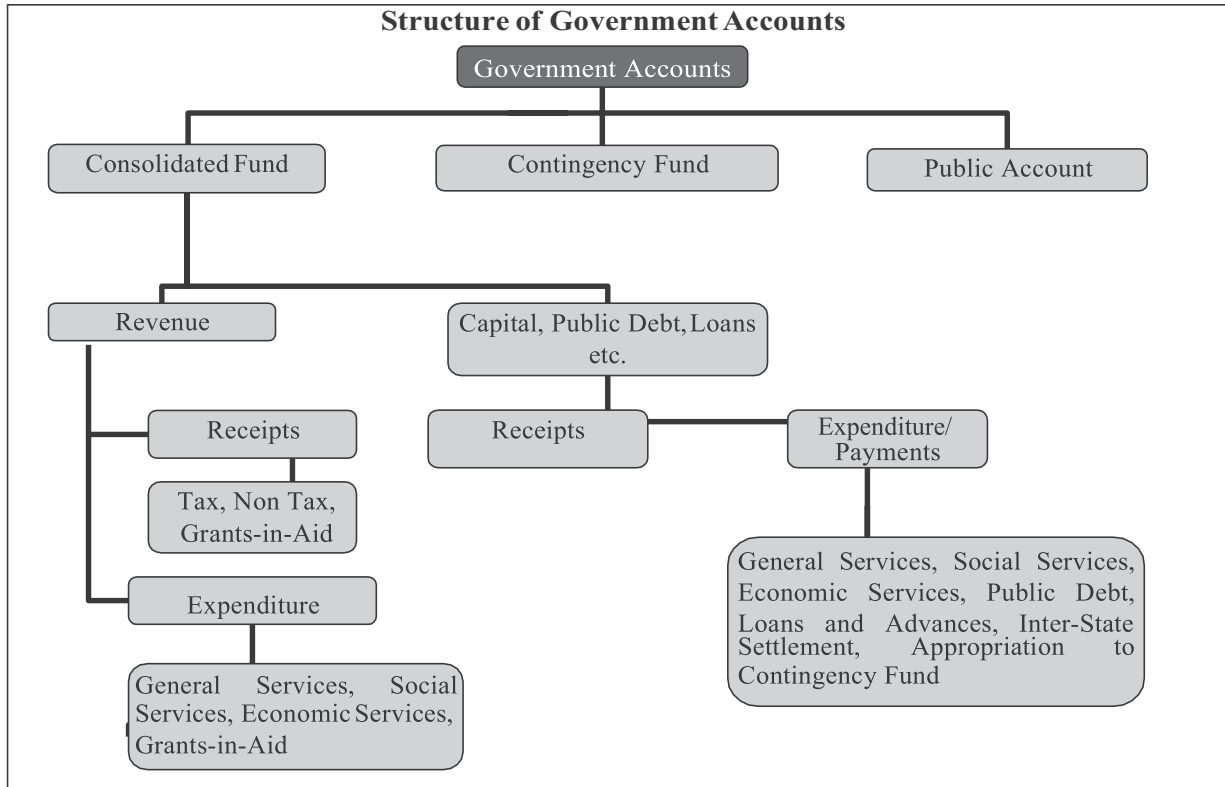 Structure of Government Accounts
Government Accounts
Consolidated Fund
Contingency Fund
Public Account
Revenue
Capital, Public Debt, Loans
etc.
Receipts
Receipts
Expenditure/
Payments
Tax, Non Tax,
Grants-in-Aid
General Services, Social Services,
Economic Services, Public Debt,
Loans and Advances, Inter-State
Settlement, Appropriation to
Contingency Fund
Expenditure
General Services, Social
Services, Economic Services,
Grants-in-Aid